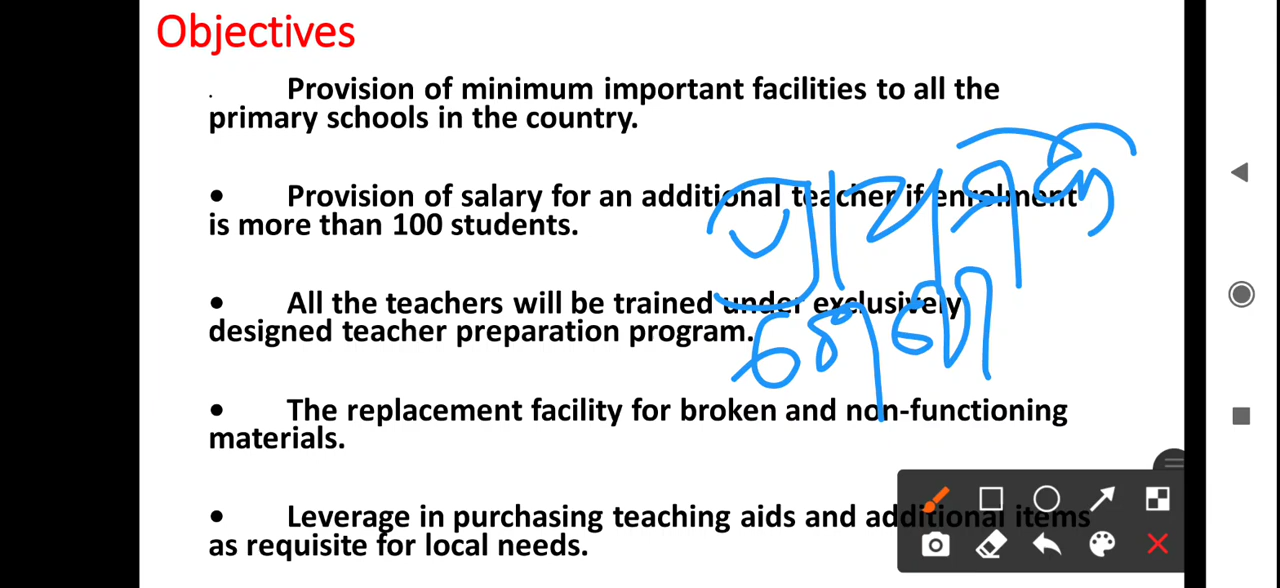 Objectives
. Provision of minimum important facilities to all the
primary schools in the country.
• Provision of salary for an additional teacher if enrolment
is more than 100 students.
• All the teachers will be trained under exclusively
designed teacher preparation program.
• The replacement facility for broken and non-functioning
materials.
• Leverage in purchasing teaching aids and additional items
as requisite for local needs.